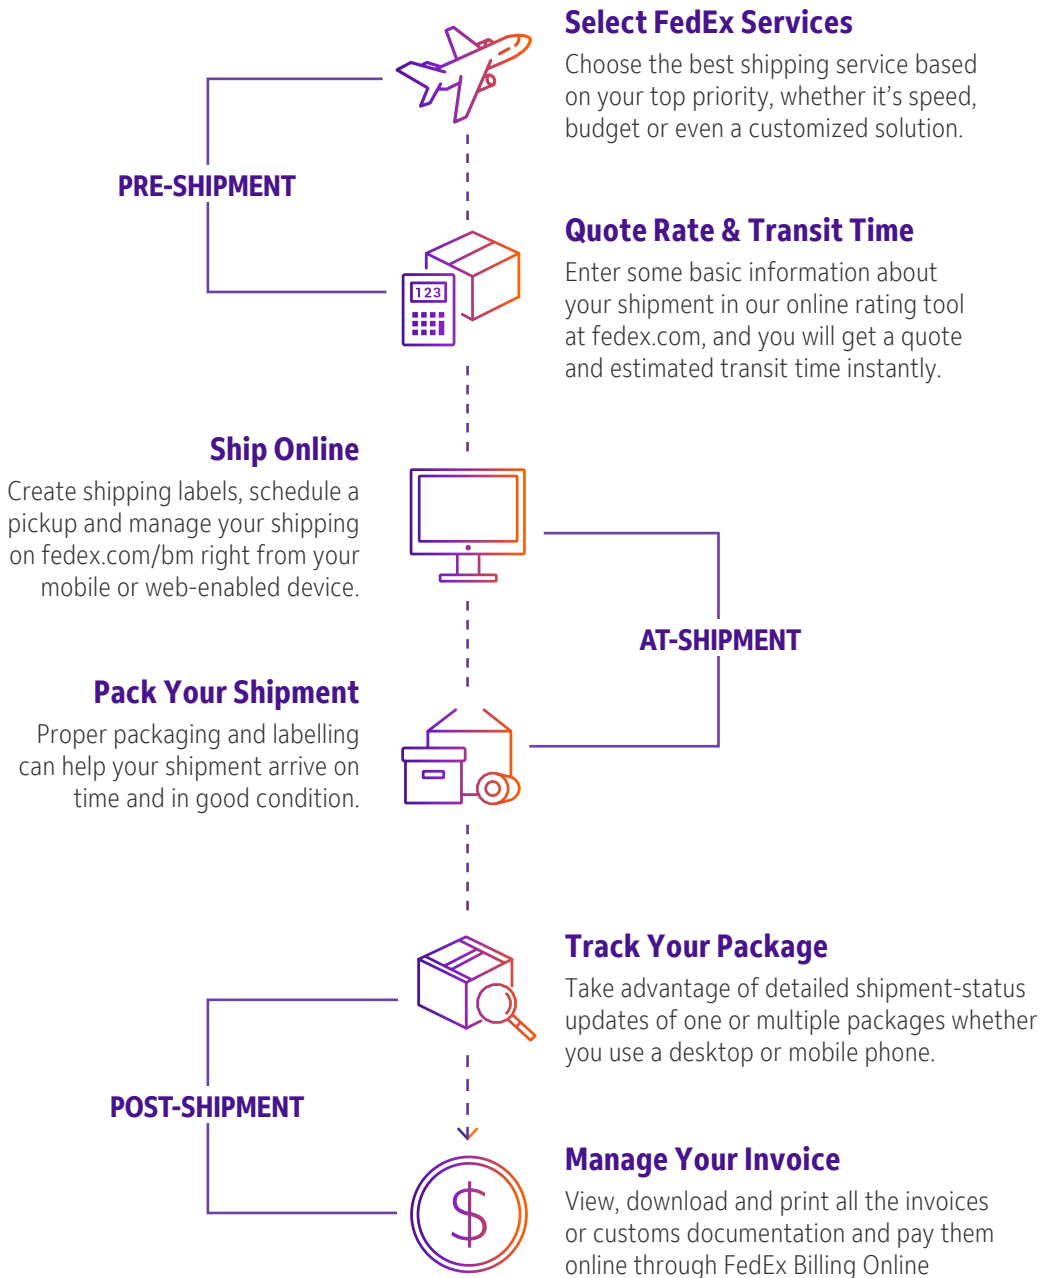 Select FedEx Services
Choose the best shipping service based
on your top priority, whether it's speed,
budget or even a customized solution.
PRE-SHIPMENT
Quote Rate & Transit Time
Enter some basic information about
your shipment in our online rating tool
at fedex.com, and you will get a quote
and estimated transit time instantly.
123
Ship Online
Create shipping labels, schedule a
pickup and manage your shipping
on fedex.com/bm right from your
mobile or web-enabled device.
AT-SHIPMENT
Pack Your Shipment
Proper packaging and labelling
can help your shipment arrive on
time and in good condition.
Track Your Package
Take advantage of detailed shipment-status
updates of one or multiple packages whether
you use a desktop or mobile phone.
POST-SHIPMENT
Manage Your Invoice
View, download and print all the invoices
or customs documentation and pay them
online through FedEx Billing Online
$